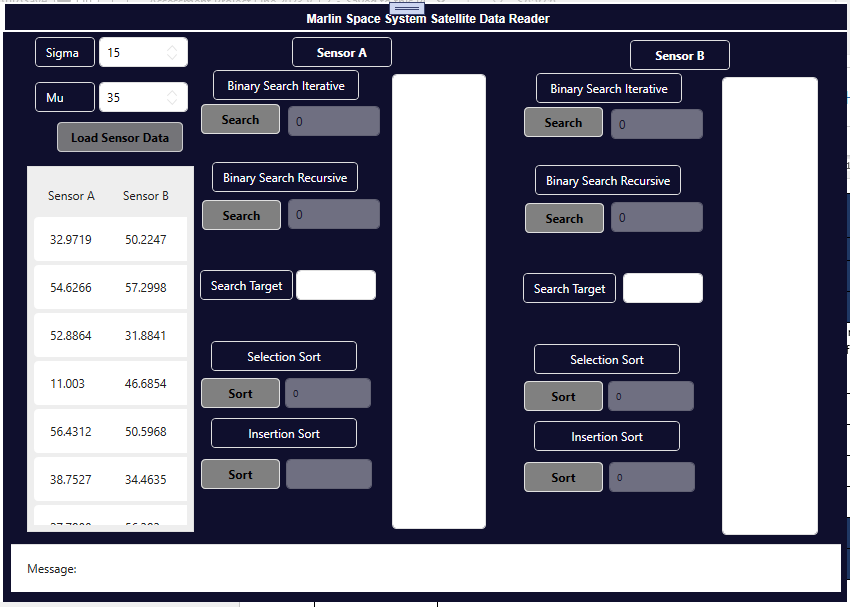 Marlin Space System Satellite Data Reader
Sigma 15
Mu 35
Load Sensor Data
Sensor A Sensor B
32.9719 50.2247
54.6266 57.2998
52.8864 31.8841
11.003 46.6854
56.4312 50.5968
38.7527 34.4635
Sensor A
Binary Search Iterative
Search 0
Binary Search Recursive
Search 0
Search Target
Selection Sort
Sort 0
Insertion Sort
Sort
Sensor B
Binary Search Iterative
Search 0
Binary Search Recursive
Search 0
Search Target
Selection Sort
Sort 0
Insertion Sort
Sort 0
Message: